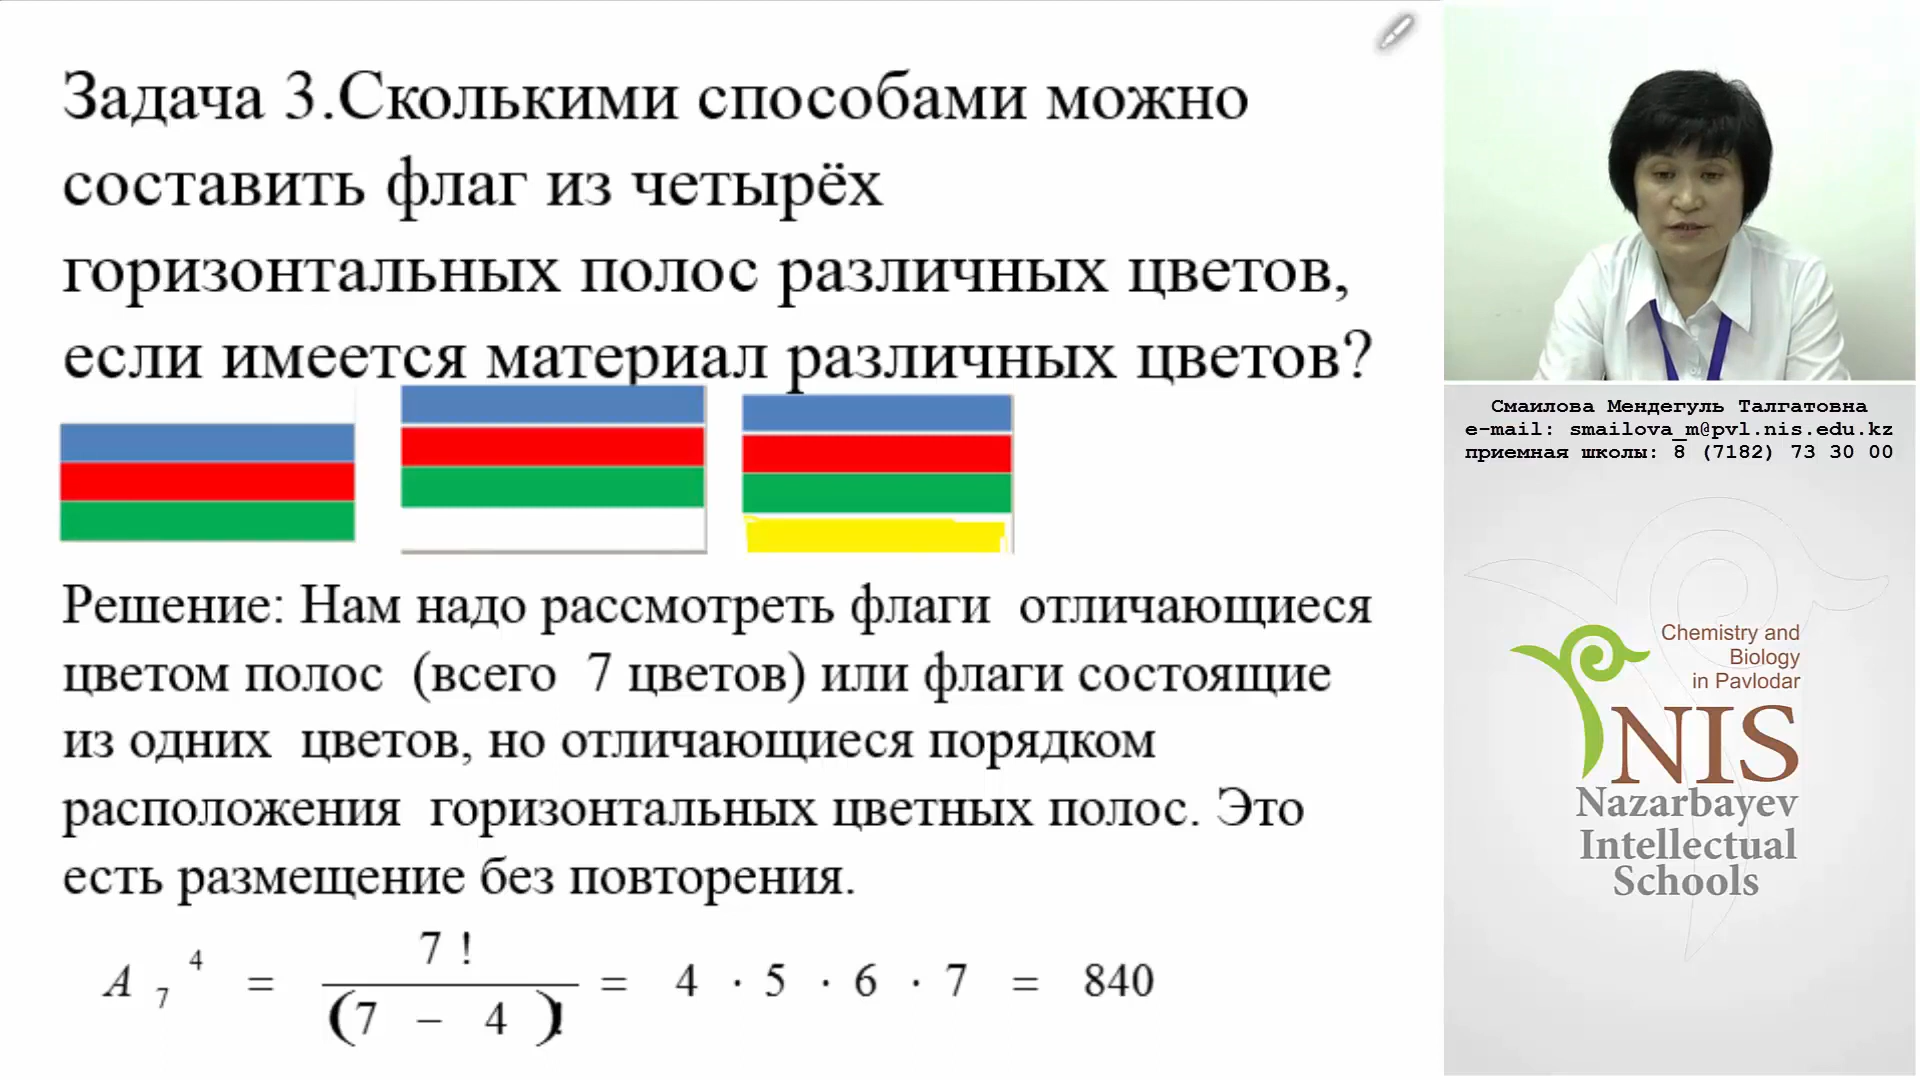 Задача 3.Сколькими способами можно
составить флаг из четырёх
горизонтальных полос различных цветов,
если имеется материал различных цветов?
Решение: Нам надо рассмотреть флаги отличающиеся
цветом полос (всего 7 цветов) или флаги состоящие
из одних цветов, но отличающиеся порядком
расположения горизонтальных цветных полос. Это
есть размещение без повторения.
A₇⁴ = 7! / (7 − 4)! = 4 · 5 · 6 · 7 = 840
Смаилова Мендегуль Талгатовна
e-mail: smailova_m@pvl.nis.edu.kz
приемная школы: 8 (7182) 73 30 00
Chemistry and
Biology
in Pavlodar
NIS
Nazarbayev
Intellectual
Schools